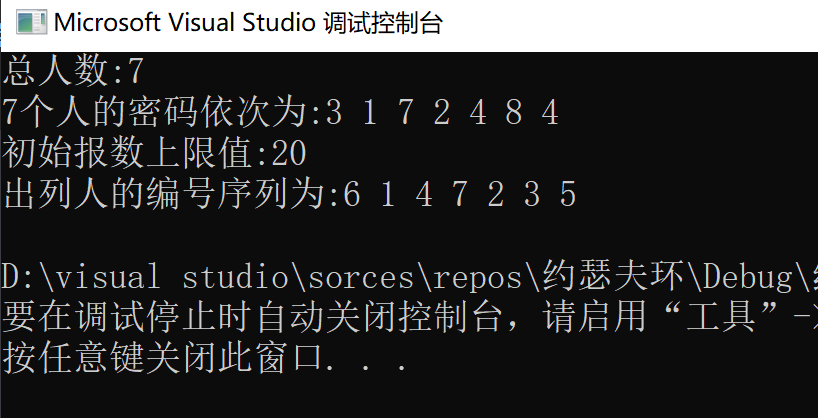 Microsoft Visual Studio 调试控制台
总人数:7
7个人的密码依次为:3 1 7 2 4 8 4
初始报数上限值:20
出列人的编号序列为:6 1 4 7 2 3 5
D:\visual studio\sorces\repos\约瑟夫环\Debug\
要在调试停止时自动关闭控制台，请启用“工具”-
按任意键关闭此窗口. . .